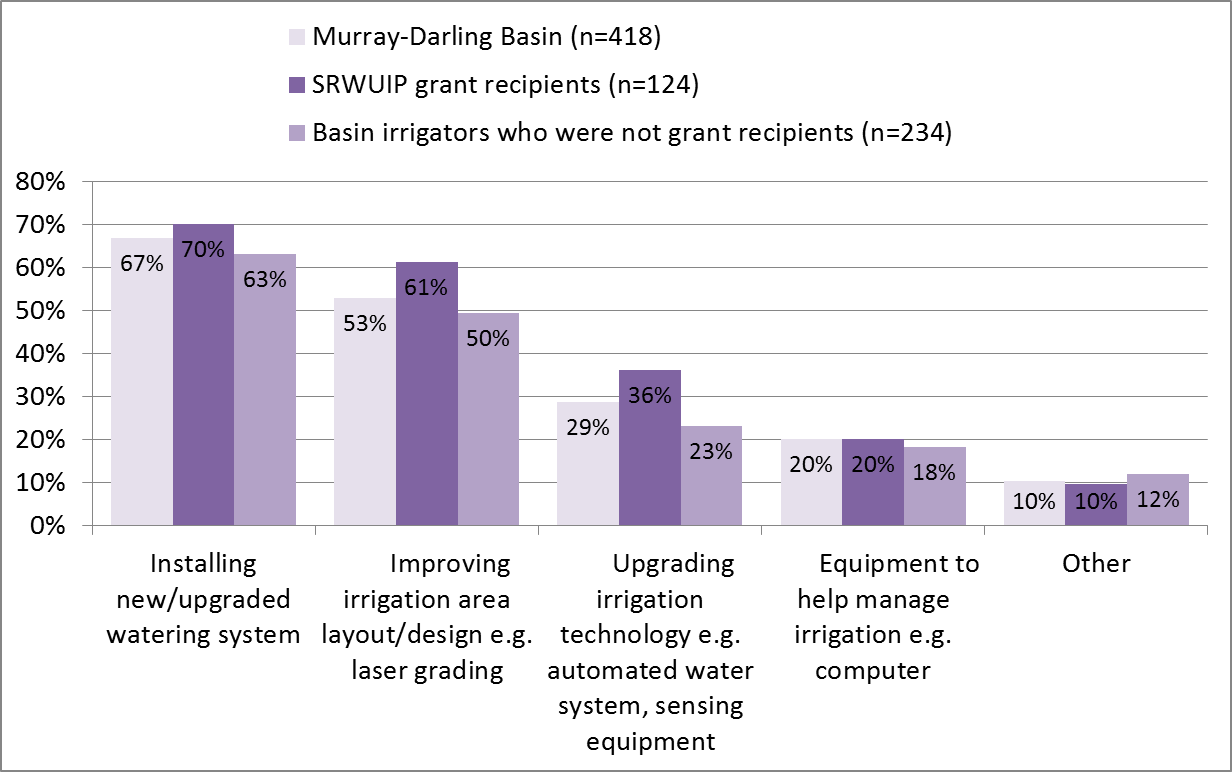 Murray-Darling Basin (n=418)
SRWUIP grant recipients (n=124)
Basin irrigators who were not grant recipients (n=234)
80%
70%
60%
50%
40%
30%
20%
10%
0%
67%
70%
63%
53%
61%
50%
29%
36%
23%
20%
20%
18%
10%
10%
12%
Installing
new/upgraded
watering system
Improving
irrigation area
layout/design e.g.
laser grading
Upgrading
irrigation
technology e.g.
automated water
system, sensing
equipment
Equipment to
help manage
irrigation e.g.
computer
Other